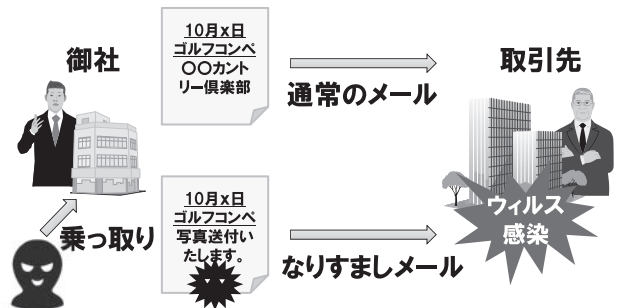 御社
10月x日
ゴルフコンペ
〇〇カント
リー倶楽部
通常のメール
取引先
乗っ取り
10月x日
ゴルフコンペ
写真送付い
たします。
なりすましメール
ウィルス
感染